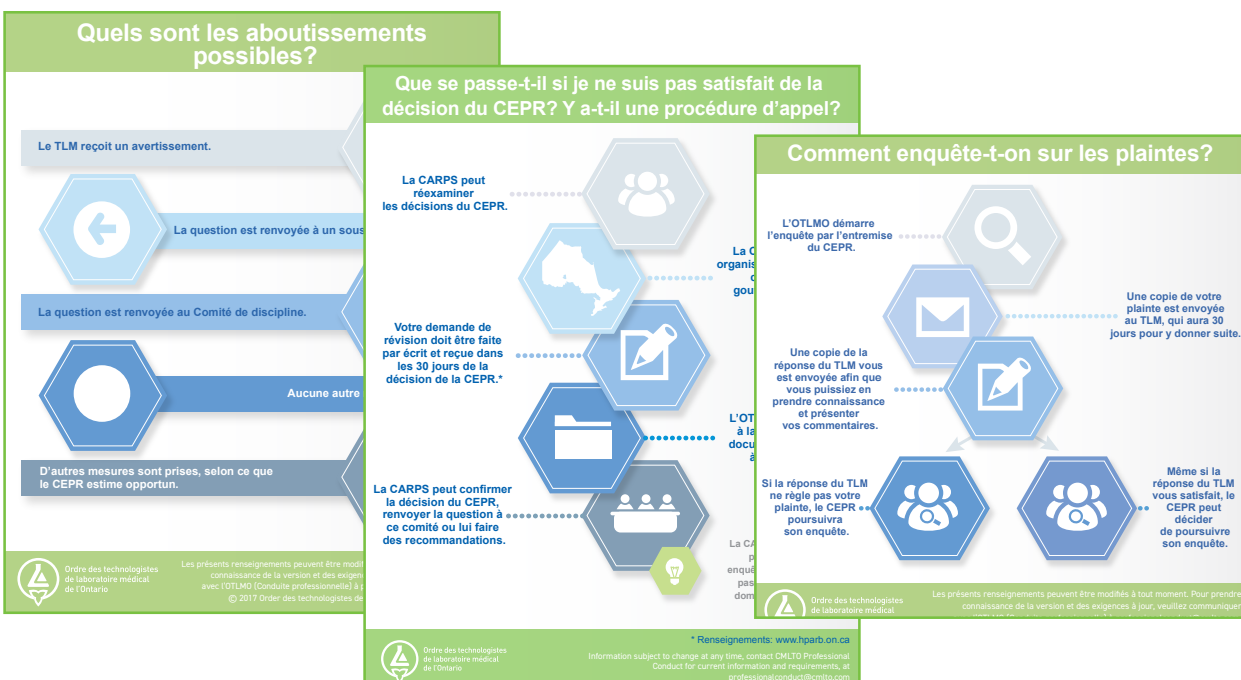 Quels sont les aboutissements
possibles?
Le TLM reçoit un avertissement.
La question est renvoyée à un sous
La question est renvoyée au Comité de discipline.
Aucune autre
D'autres mesures sont prises, selon ce que
le CEPR estime opportun.
Ordre des technologistes
de laboratoire médical
de l'Ontario
Les présents renseignements peuvent être
connaissance de la version et des
avec l'OTLMO (Conduite professionnelle) à
© 2017 Order des technologistes de
Que se passe-t-il si je ne suis pas satisfait de la
décision du CEPR? Y a-t-il une procédure d'appel?
La CARPS peut
réexaminer
les décisions du CEPR.
La
Votre demande de
révision doit être faite
par écrit et reçue dans
les 30 jours de la
décision de la CEPR.*
à la
La CARPS peut confirmer
la décision du CEPR,
renvoyer la question à
ce comité ou lui faire
des recommandations.
La
* Renseignements: www.hparb.on.ca
Ordre des technologistes
de laboratoire médical
de l'Ontario
Information subject to change at any time, contact CMLTO Professional
Conduct for current information and requirements, at
professionalconduct@cmlto.com
Comment enquête-t-on sur les plaintes?
L'OTLMO démarre
l'enquête par l'entremise
du CEPR.
Une copie de votre
plainte est envoyée
au TLM, qui aura 30
jours pour y donner suite.
Une copie de la
réponse du TLM vous
est envoyée afin que
vous puissiez en
prendre connaissance
et présenter
vos commentaires.
Si la réponse du TLM
ne règle pas votre
plainte, le CEPR
poursuivra
son enquête.
Même si la
réponse du TLM
vous satisfait, le
CEPR peut
décider
de poursuivre
son enquête.
Ordre des technologistes
de laboratoire médical
Les présents renseignements peuvent être modifiés à tout moment. Pour prendre
connaissance de la version et des exigences à jour, veuillez communiquer